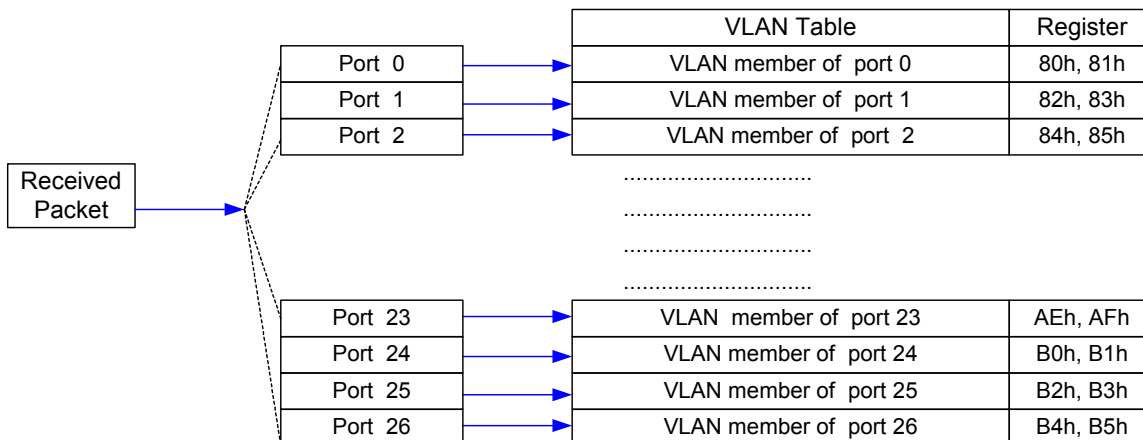 VLAN Table Register
Port 0 VLAN member of port 0 80h, 81h
Port 1 VLAN member of port 1 82h, 83h
Port 2 VLAN member of port 2 84h, 85h
Received
Packet
..............................
..............................
..............................
..............................
Port 23 VLAN member of port 23 AEh, AFh
Port 24 VLAN member of port 24 B0h, B1h
Port 25 VLAN member of port 25 B2h, B3h
Port 26 VLAN member of port 26 B4h, B5h